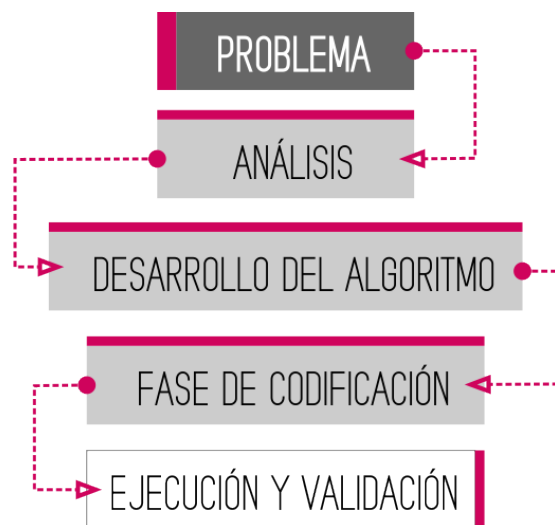 PROBLEMA
ANÁLISIS
DESARROLLO DEL ALGORITMO
FASE DE CODIFICACIÓN
EJECUCIÓN Y VALIDACIÓN